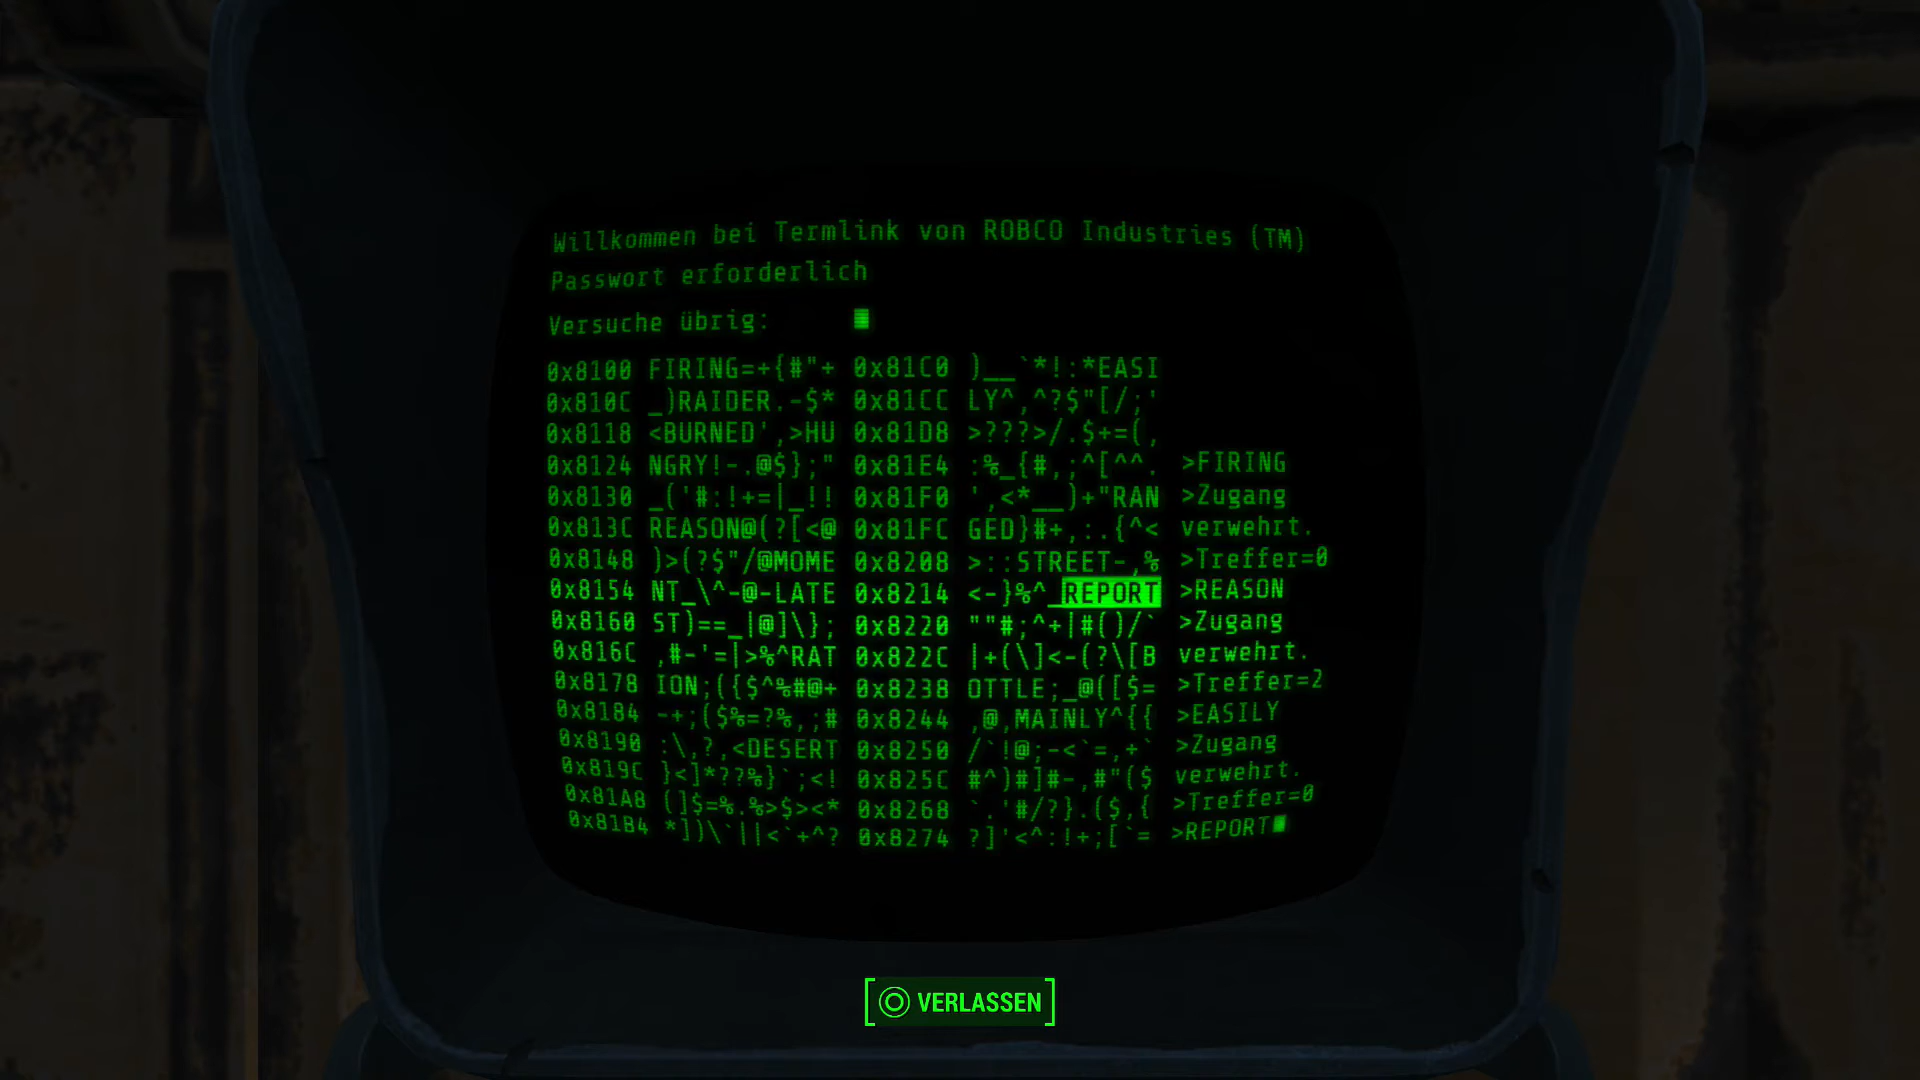 Willkommen bei Termlink von ROBCO Industries (TM)
Passwort erforderlich
Versuche übrig:
0x8100 FIRING=+{#"+ 0x81C0 )__`*!:*EASI
0x810C _)RAIDER.-$* 0x81CC LY^,^?$"[/;'
0x8118 <BURNED',>HU 0x81D8 >???>/.$+=(,
0x8124 NGRY!-.@$};" 0x81E4 :%_{#,;^[^^. >FIRING
0x8130 _('#:!+=|_!! 0x81F0 ',<*__)+"RAN >Zugang
0x813C REASON@(?[<@ 0x81FC GED}#+,:.{^< verwehrt.
0x8148 )>(?$"/@MOME 0x8208 >::STREET-,% >Treffer=0
0x8154 NT_\^-@-LATE 0x8214 <-}%^_REPORT >REASON
0x8160 ST)==_|@]\}; 0x8220 ""#;^+|#()/` >Zugang
0x816C ,#-'=|>%^RAT 0x822C |+(\]<-(?\[B verwehrt.
0x8178 ION;({$^%#@+ 0x8238 OTTLE;_@([$= >Treffer=2
0x8184 -+;($%=?%,;# 0x8244 ,@,MAINLY^{{ >EASILY
0x8190 :\,?,<DESERT 0x8250 /`!@;-<`=,+` >Zugang
0x819C }<]*??%}`;<! 0x825C #^)#]#-,#"($ verwehrt.
0x81A8 (]$=%.%>$><* 0x8268 `.'#/?}.($,{ >Treffer=0
0x81B4 *])\`||<`+^? 0x8274 ?]'<^:!+;[`= >REPORT
VERLASSEN